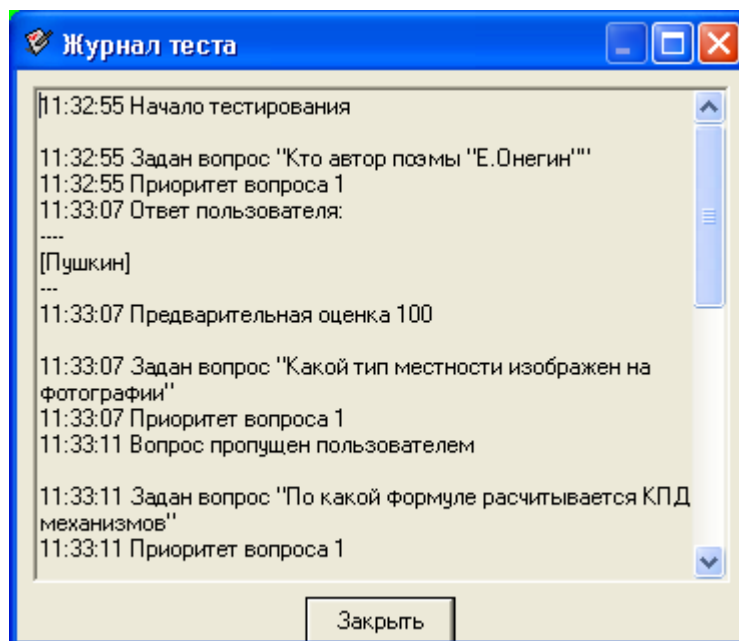 Журнал теста
11:32:55 Начало тестирования
11:32:55 Задан вопрос "Кто автор поэмы "Е.Онегин""
11:32:55 Приоритет вопроса 1
11:33:07 Ответ пользователя:
----
[Пушкин]
---
11:33:07 Предварительная оценка 100
11:33:07 Задан вопрос "Какой тип местности изображен на
фотографии"
11:33:07 Приоритет вопроса 1
11:33:11 Вопрос пропущен пользователем
11:33:11 Задан вопрос "По какой формуле расчитывается КПД
механизмов"
11:33:11 Приоритет вопроса 1
Закрыть